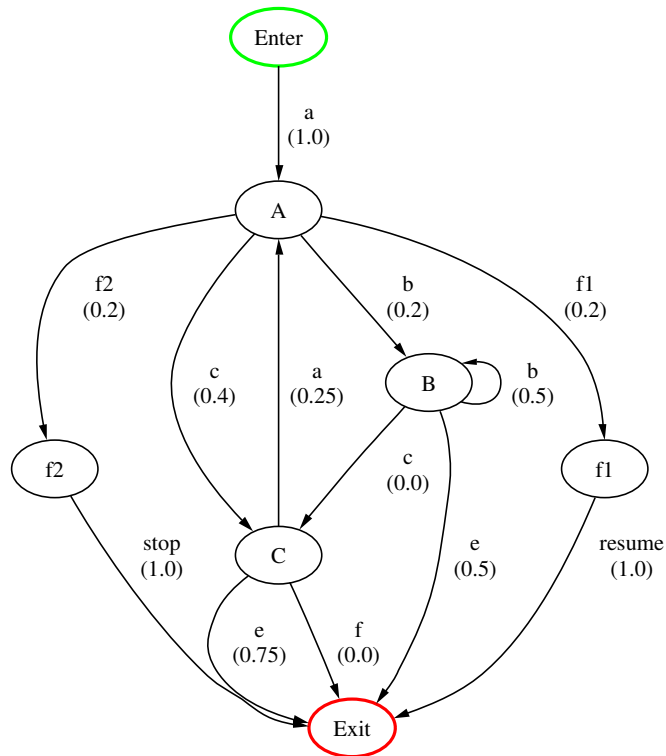 Enter
a
(1.0)
A
f2
(0.2)
b
(0.2)
f1
(0.2)
c
(0.4)
a
(0.25)
B
b
(0.5)
f2
c
(0.0)
f1
stop
(1.0)
C
e
(0.5)
resume
(1.0)
e
(0.75)
f
(0.0)
Exit